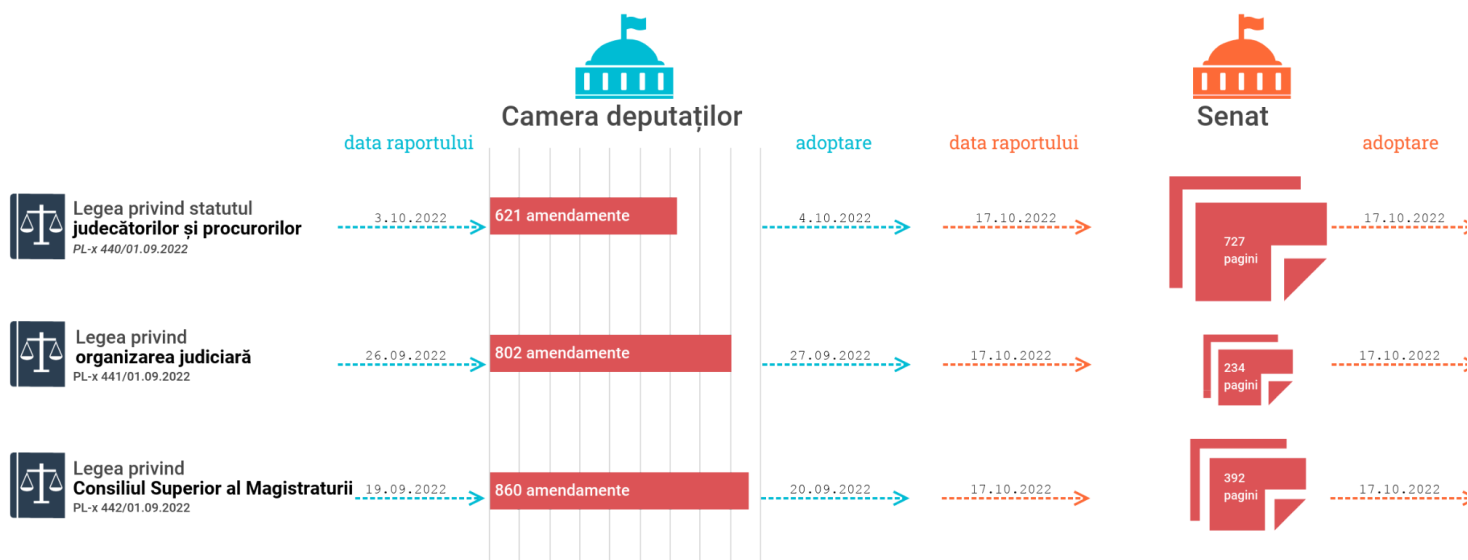 Camera deputaților
Senat
data raportului
adoptare
data raportului
adoptare
Legea privind statutul
judecătorilor și procurorilor
PL-x 440/01.09.2022
3.10.2022
621 amendamente
4.10.2022
17.10.2022
727
pagini
17.10.2022
Legea privind
organizarea judiciară
PL-x 441/01.09.2022
26.09.2022
802 amendamente
27.09.2022
17.10.2022
234
pagini
17.10.2022
Legea privind
Consiliul Superior al Magistraturii
PL-x 442/01.09.2022
19.09.2022
860 amendamente
20.09.2022
17.10.2022
392
pagini
17.10.2022